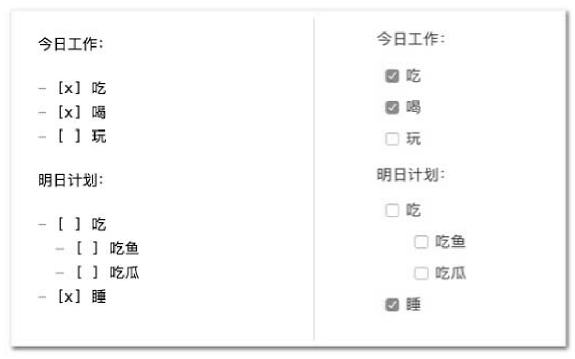 今日工作：
- [x] 吃
- [x] 喝
- [ ] 玩
明日计划：
- [ ] 吃
- [ ] 吃鱼
- [ ] 吃瓜
- [x] 睡
今日工作：
吃
喝
玩
明日计划：
吃
吃鱼
吃瓜
睡